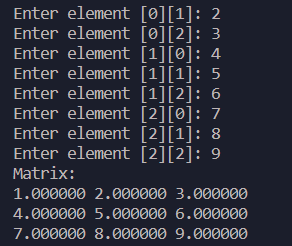 Enter element [0][1]: 2
Enter element [0][2]: 3
Enter element [1][0]: 4
Enter element [1][1]: 5
Enter element [1][2]: 6
Enter element [2][0]: 7
Enter element [2][1]: 8
Enter element [2][2]: 9
Matrix:
1.000000 2.000000 3.000000
4.000000 5.000000 6.000000
7.000000 8.000000 9.000000